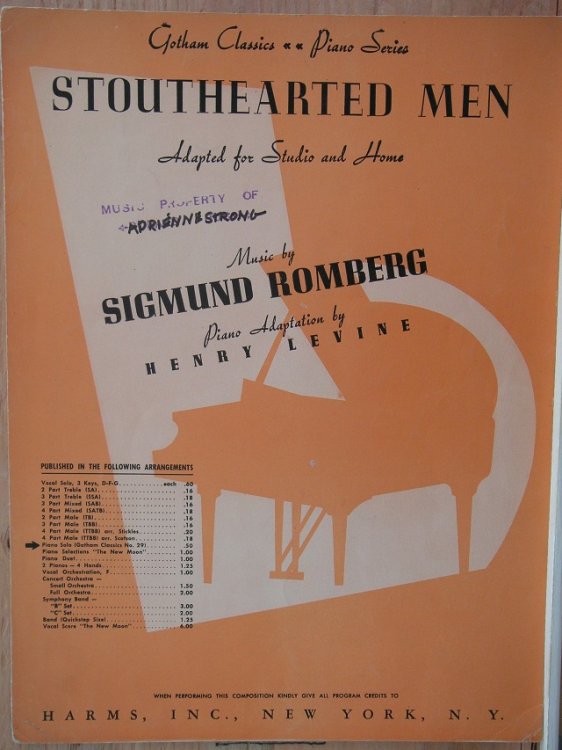 Gotham Classics «« Piano Series
STOUTHEARTED MEN
Adapted for Studio and Home
MUSIC PROPERTY OF
ADRIENNE STRONG
Music by
SIGMUND ROMBERG
Piano Adaptation by
HENRY LEVINE
PUBLISHED IN THE FOLLOWING ARRANGEMENTS
Vocal Solo, 3 Keys, D-F-G..............each .60
2 Part Treble (SA)..............................16
3 Part Treble (SSA)............................18
3 Part Mixed (SAB).............................16
4 Part Mixed (SATB)............................18
2 Part Male (TB)...............................16
3 Part Male (TBB)..............................16
4 Part Male (TTBB) arr. Stickles...............20
4 Part Male (TTBB) arr. Scotson................18
Piano Solo (Gotham Classics No. 29)............50
Piano Selections "The New Moon"..............1.00
Piano Duet...................................1.00
2 Pianos — 4 Hands...........................1.25
Vocal Orchestration, F.......................1.00
Concert Orchestra —
Small Orchestra..............................1.50
Full Orchestra...............................2.00
Symphony Band —
"B" Set......................................3.00
"C" Set......................................2.00
Band (Quickstep Size)........................1.25
Vocal Score "The New Moon"...................6.00
WHEN PERFORMING THIS COMPOSITION KINDLY GIVE ALL PROGRAM CREDITS TO
HARMS, INC., NEW YORK, N. Y.